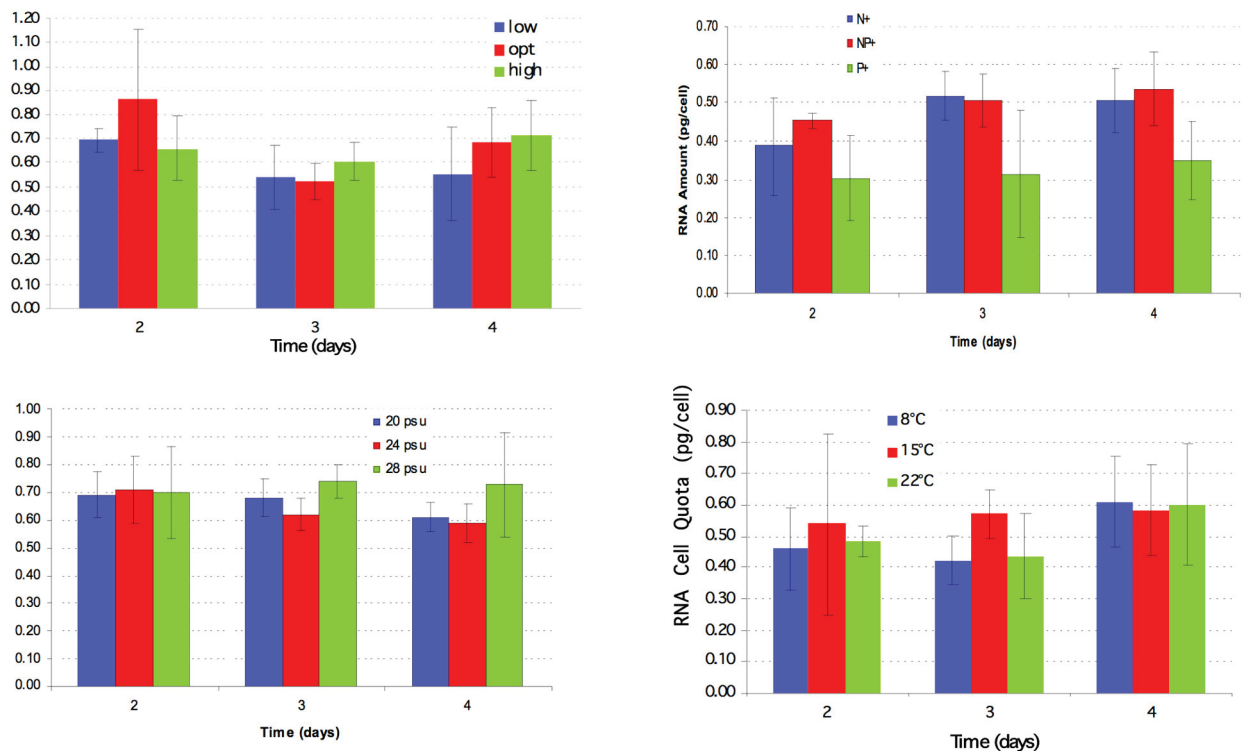 1.20
1.10
1.00
0.90
0.80
0.70
0.60
0.50
0.40
0.30
0.20
0.10
0.00
low
opt
high
2 3 4
Time (days)
RNA Amount (pg/cell)
0.70
0.60
0.50
0.40
0.30
0.20
0.10
0.00
N+
NP+
P+
2 3 4
Time (days)
1.00
0.90
0.80
0.70
0.60
0.50
0.40
0.30
0.20
0.10
0.00
20 psu
24 psu
28 psu
2 3 4
Time (days)
RNA Cell Quota (pg/cell)
0.90
0.80
0.70
0.60
0.50
0.40
0.30
0.20
0.10
0.00
8°C
15°C
22°C
2 3 4
Time (days)